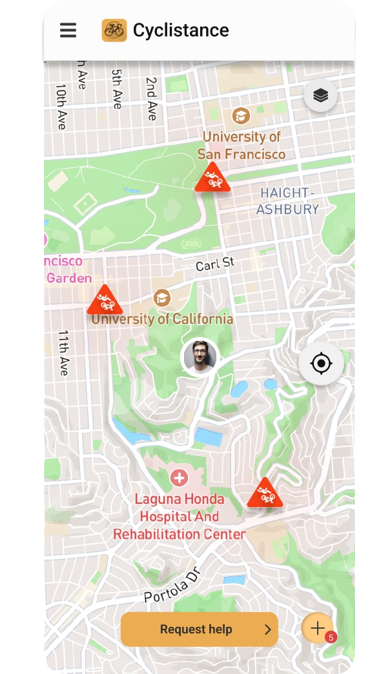 Cyclistance
h Ave
5th Ave
2nd Ave
10th Ave
University of
San Francisco
HAIGHT-
ASHBURY
ncisco
Garden
Carl St
University of California
11th Ave
Laguna Honda
Hospital And
Rehabilitation Center
Portola Dr
Request help
5